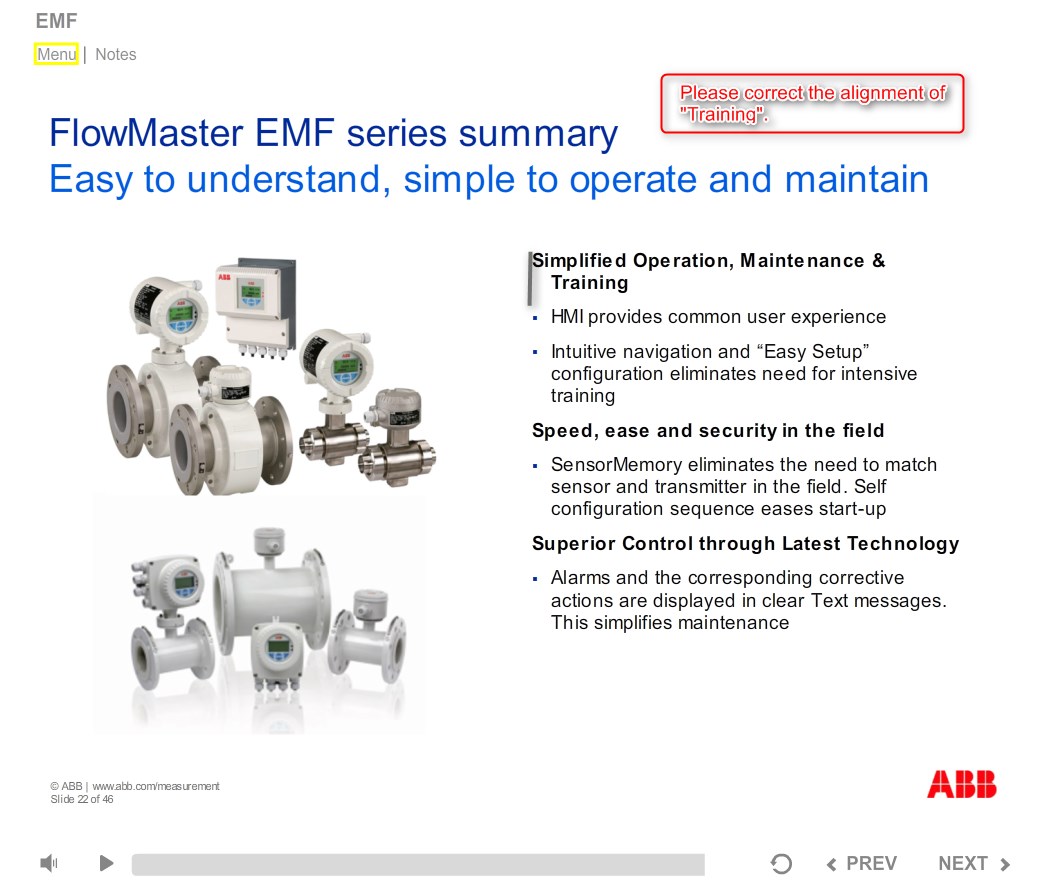 EMF
Menu | Notes
Please correct the alignment of
"Training".
FlowMaster EMF series summary
Easy to understand, simple to operate and maintain
Simplified Operation, Maintenance &
Training
▪ HMI provides common user experience
▪ Intuitive navigation and “Easy Setup”
configuration eliminates need for intensive
training
Speed, ease and security in the field
▪ SensorMemory eliminates the need to match
sensor and transmitter in the field. Self
configuration sequence eases start-up
Superior Control through Latest Technology
▪ Alarms and the corresponding corrective
actions are displayed in clear Text messages.
This simplifies maintenance
ABB
© ABB | www.abb.com/measurement
Slide 22 of 46
ABB
PREV
NEXT